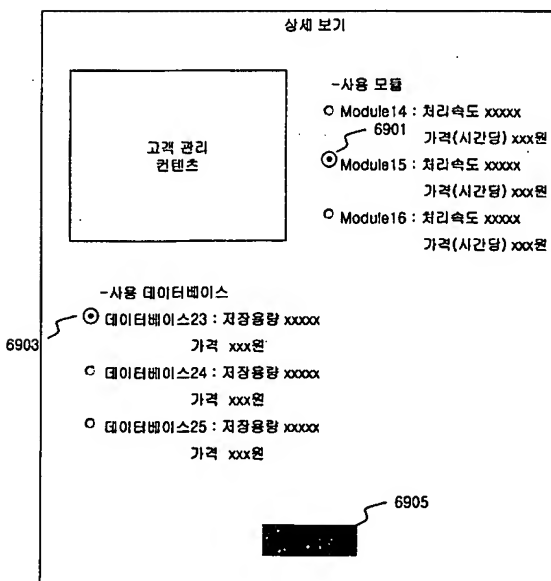 상세 보기
고객 관리
컨텐츠
-사용 모듈
Module14 : 처리속도 xxxxx
6901
가격(시간당) xxx원
Module15 : 처리속도 xxxxx
가격(시간당) xxx원
Module16 : 처리속도 xxxxx
가격(시간당) xxx원
-사용 데이터베이스
데이터베이스23 : 저장용량 xxxxx
6903
가격 xxx원
데이터베이스24 : 저장용량 xxxxx
가격 xxx원
데이터베이스25 : 저장용량 xxxxx
가격 xxx원
6905